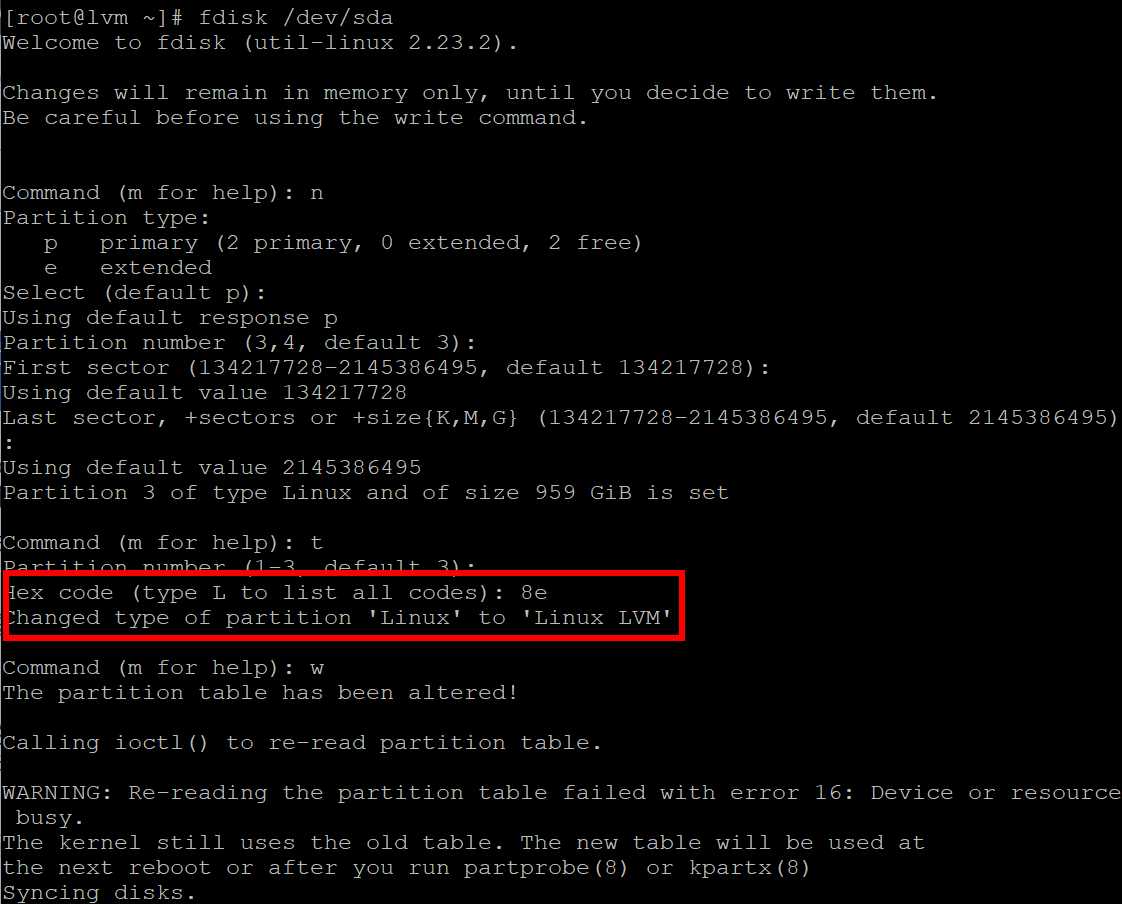 [root@lvm ~]# fdisk /dev/sda
Welcome to fdisk (util-linux 2.23.2).
Changes will remain in memory only, until you decide to write them.
Be careful before using the write command.
Command (m for help): n
Partition type:
   p   primary (2 primary, 0 extended, 2 free)
   e   extended
Select (default p):
Using default response p
Partition number (3,4, default 3):
First sector (134217728-2145386495, default 134217728):
Using default value 134217728
Last sector, +sectors or +size{K,M,G} (134217728-2145386495, default 2145386495)
:
Using default value 2145386495
Partition 3 of type Linux and of size 959 GiB is set
Command (m for help): t
Partition number (1-3, default 3):
Hex code (type L to list all codes): 8e
Changed type of partition 'Linux' to 'Linux LVM'
Command (m for help): w
The partition table has been altered!
Calling ioctl() to re-read partition table.
WARNING: Re-reading the partition table failed with error 16: Device or resource
 busy.
The kernel still uses the old table. The new table will be used at
the next reboot or after you run partprobe(8) or kpartx(8)
Syncing disks.